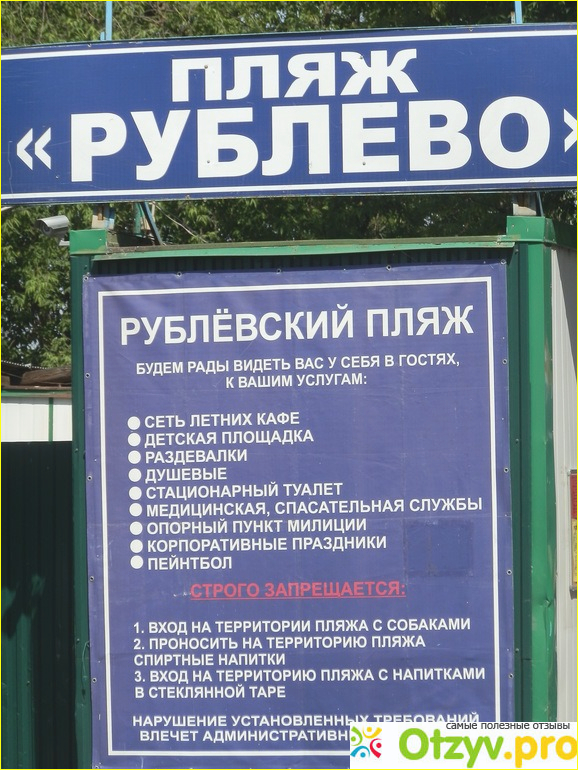 ПЛЯЖ
«РУБЛЕВО»
РУБЛЁВСКИЙ ПЛЯЖ
БУДЕМ РАДЫ ВИДЕТЬ ВАС У СЕБЯ В ГОСТЯХ,
К ВАШИМ УСЛУГАМ:
СЕТЬ ЛЕТНИХ КАФЕ
ДЕТСКАЯ ПЛОЩАДКА
РАЗДЕВАЛКИ
ДУШЕВЫЕ
СТАЦИОНАРНЫЙ ТУАЛЕТ
МЕДИЦИНСКАЯ, СПАСАТЕЛЬНАЯ СЛУЖБЫ
ОПОРНЫЙ ПУНКТ МИЛИЦИИ
КОРПОРАТИВНЫЕ ПРАЗДНИКИ
ПЕЙНТБОЛ
СТРОГО ЗАПРЕЩАЕТСЯ:
1. ВХОД НА ТЕРРИТОРИИ ПЛЯЖА С СОБАКАМИ
2. ПРОНОСИТЬ НА ТЕРРИТОРИЮ ПЛЯЖА
СПИРТНЫЕ НАПИТКИ
3. ВХОД НА ТЕРРИТОРИЮ ПЛЯЖА С НАПИТКАМИ
В СТЕКЛЯННОЙ ТАРЕ
НАРУШЕНИЕ УСТАНОВЛЕННЫХ ТРЕБОВАНИЙ
ВЛЕЧЕТ
самые полезные отзывы
Otzyv.pro